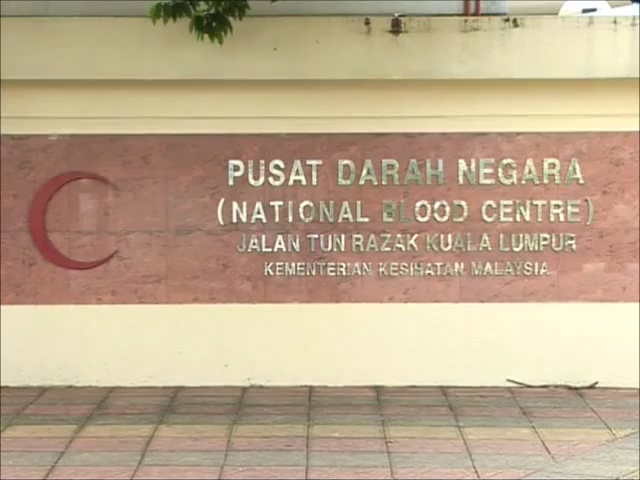 PUSAT DARAH NEGARA
(NATIONAL BLOOD CENTRE)
JALAN TUN RAZAK KUALA LUMPUR
KEMENTERIAN KESIHATAN MALAYSIA